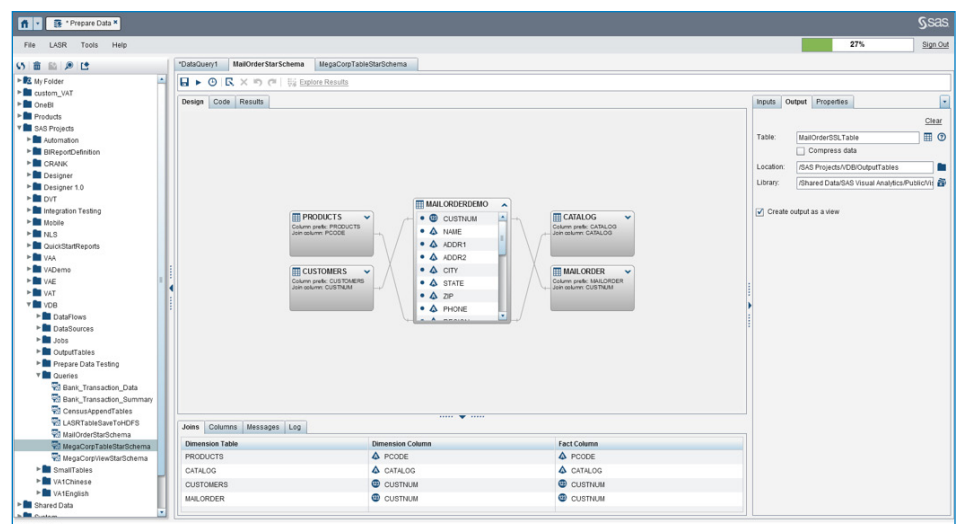 * Prepare Data ×
sas
File LASR Tools Help
27%
Sign Out
*DataQuery1 MailOrderStarSchema MegaCorpTableStarSchema
Explore Results
My Folder
custom_VAT
OneBI
Products
SAS Projects
Automation
BIReportDefinition
CRANK
Designer
Designer 1.0
DVT
Integration Testing
Mobile
NLS
QuickStartReports
VAA
VADemo
VAE
VAT
VDB
DataFlows
DataSources
Jobs
OutputTables
Prepare Data Testing
Queries
Bank_Transaction_Data
Bank_Transaction_Summary
CensusAppendTables
LASRTableSaveToHDFS
MailOrderStarSchema
MegaCorpTableStarSchema
MegaCorpViewStarSchema
SmallTables
VA1Chinese
VA1English
Shared Data
Design Code Results
PRODUCTS
Column prefix: PRODUCTS
Join column: PCODE
CUSTOMERS
Column prefix: CUSTOMERS
Join column: CUSTNUM
MAILORDERDEMO
CUSTNUM
NAME
ADDR1
ADDR2
CITY
STATE
ZIP
PHONE
CATALOG
Column prefix: CATALOG
Join column: CATALOG
MAILORDER
Column prefix: MAILORDER
Join column: CUSTNUM
Inputs Output Properties
Clear
Table: MailOrderSSLTable
Compress data
Location: /SAS Projects/VDB/OutputTables
Library: /Shared Data/SAS Visual Analytics/Public/Vis
Create output as a view
Joins Columns Messages Log
Dimension Table Dimension Column Fact Column
PRODUCTS PCODE PCODE
CATALOG CATALOG CATALOG
CUSTOMERS CUSTNUM CUSTNUM
MAILORDER CUSTNUM CUSTNUM